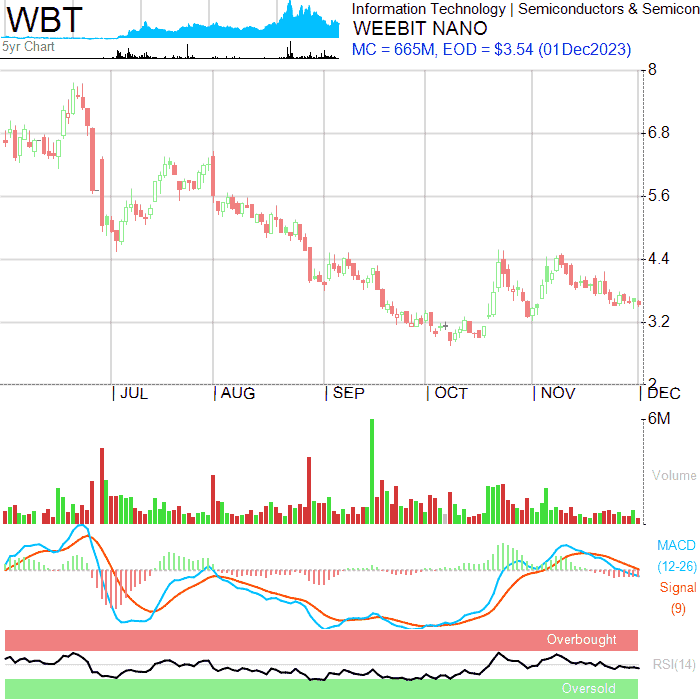 WBT
5yr Chart
Information Technology | Semiconductors & Semicon
WEEBIT NANO
MC = 665M, EOD = $3.54 (01Dec2023)
8
6.8
5.6
4.4
3.2
2
| JUL | AUG | SEP | OCT | NOV | DEC
6M
Volume
MACD
(12-26)
Signal
(9)
Overbought
RSI(14)
Oversold